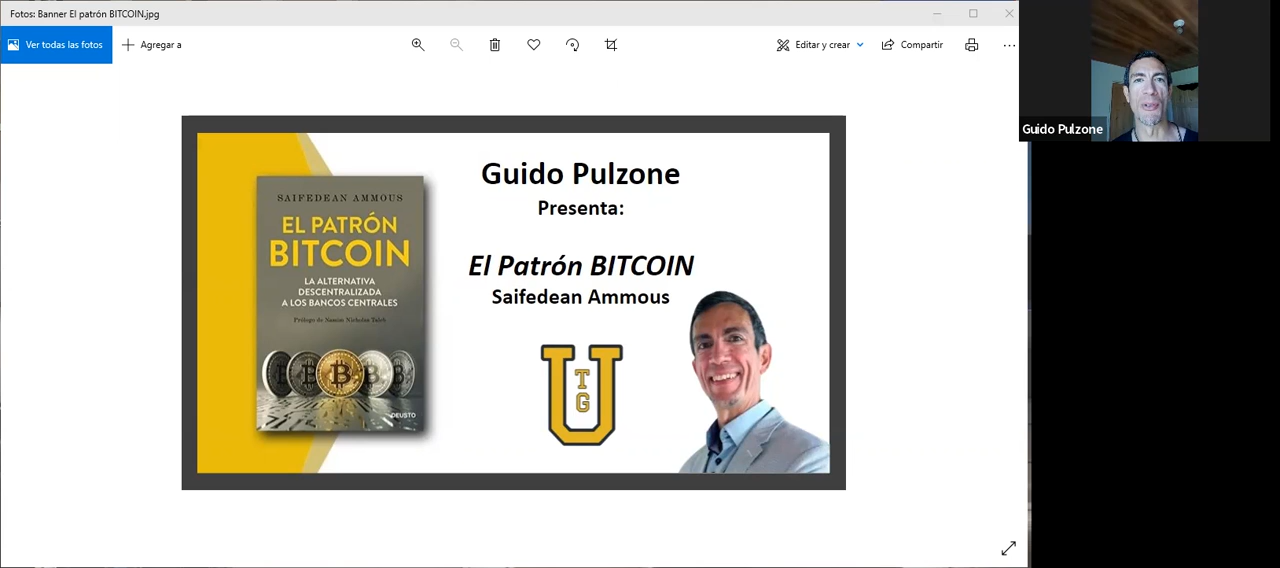 Fotos: Banner El patrón BITCOIN.jpg
Ver todas las fotos
Agregar a
Editar y crear
Compartir
Guido Pulzone
SAIFEDEAN AMMOUS
EL PATRÓN
BITCOIN
LA ALTERNATIVA
DESCENTRALIZADA
A LOS BANCOS CENTRALES
Prólogo de Nassim Nicholas Taleb
DEUSTO
Guido Pulzone
Presenta:
El Patrón BITCOIN
Saifedean Ammous
U
T
G